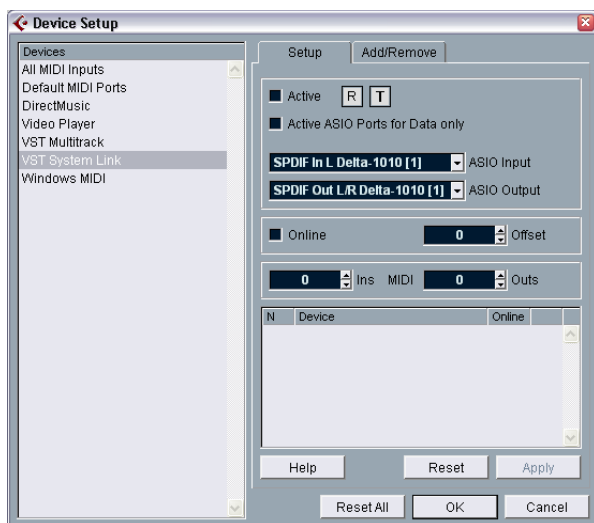 Device Setup
Devices
All MIDI Inputs
Default MIDI Ports
DirectMusic
Video Player
VST Multitrack
VST System Link
Windows MIDI
Setup
Add/Remove
Active R T
Active ASIO Ports for Data only
SPDIF In L Delta-1010 [1] ASIO Input
SPDIF Out L/R Delta-1010 [1] ASIO Output
Online 0 Offset
0 Ins MIDI 0 Outs
N Device Online
Help Reset Apply
Reset All OK Cancel